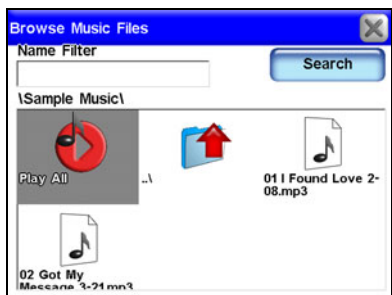 Browse Music Files
Name Filter
Search
\Sample Music\
Play All
..\
01 I Found Love 2-
08.mp3
02 Got My
Message 3-21.mp3